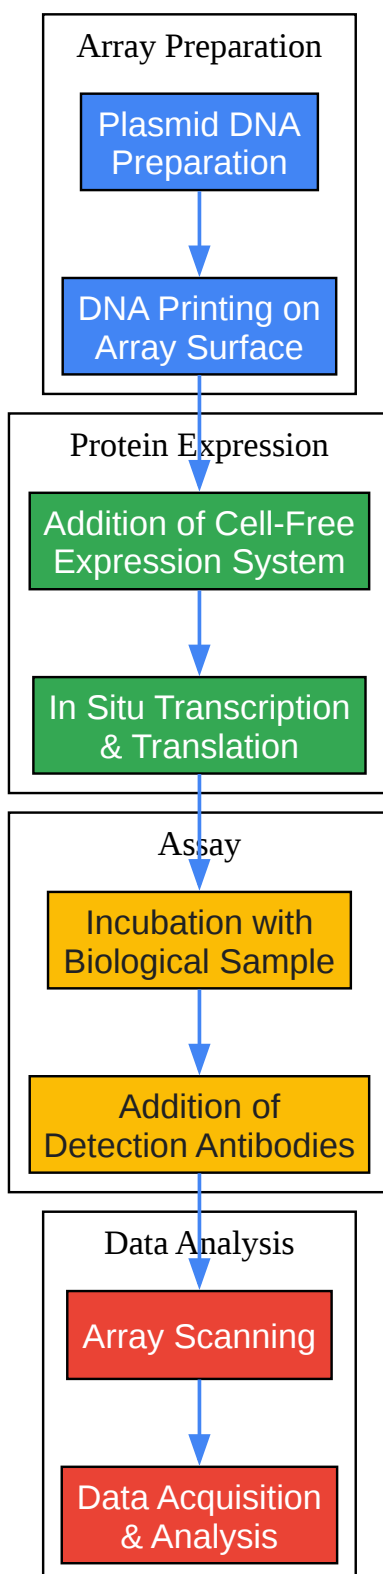 Array Preparation
Plasmid DNA
Preparation
DNA Printing on
Array Surface
Protein Expression
Addition of Cell-Free
Expression System
In Situ Transcription
& Translation
Assay
Incubation with
Biological Sample
Addition of
Detection Antibodies
Data Analysis
Array Scanning
Data Acquisition
& Analysis